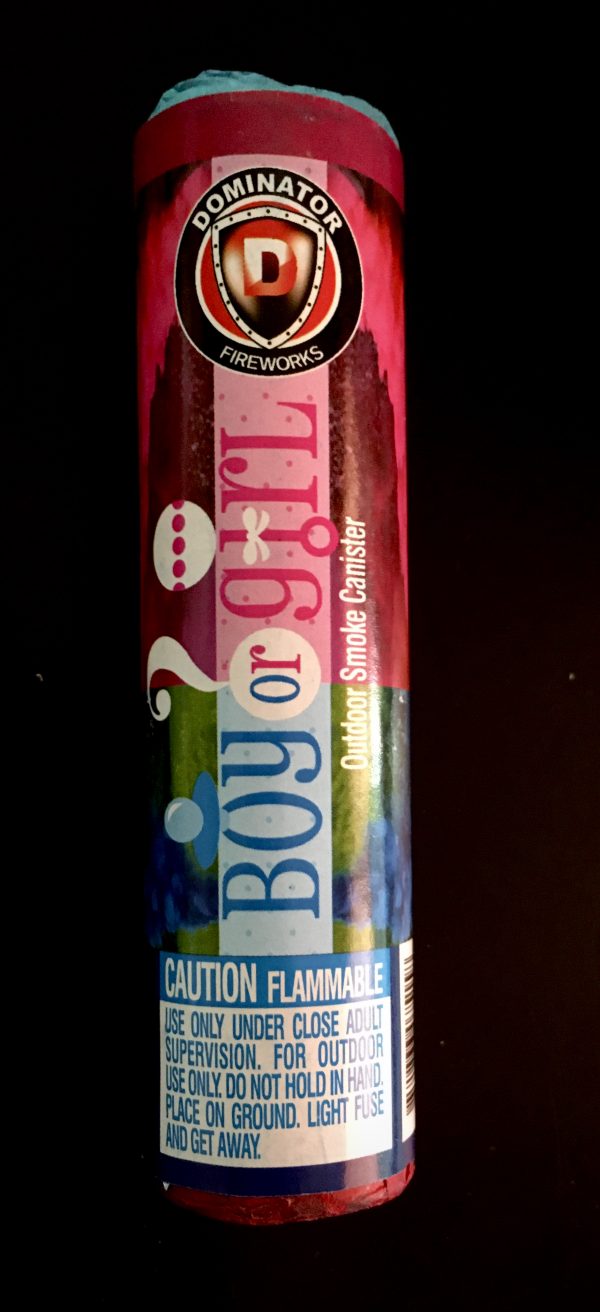 DOMINATOR
D
FIREWORKS
BOY or girL
?
Outdoor Smoke Canister
CAUTION FLAMMABLE
USE ONLY UNDER CLOSE ADULT
SUPERVISION. FOR OUTDOOR
USE ONLY. DO NOT HOLD IN HAND.
PLACE ON GROUND. LIGHT FUSE
AND GET AWAY.